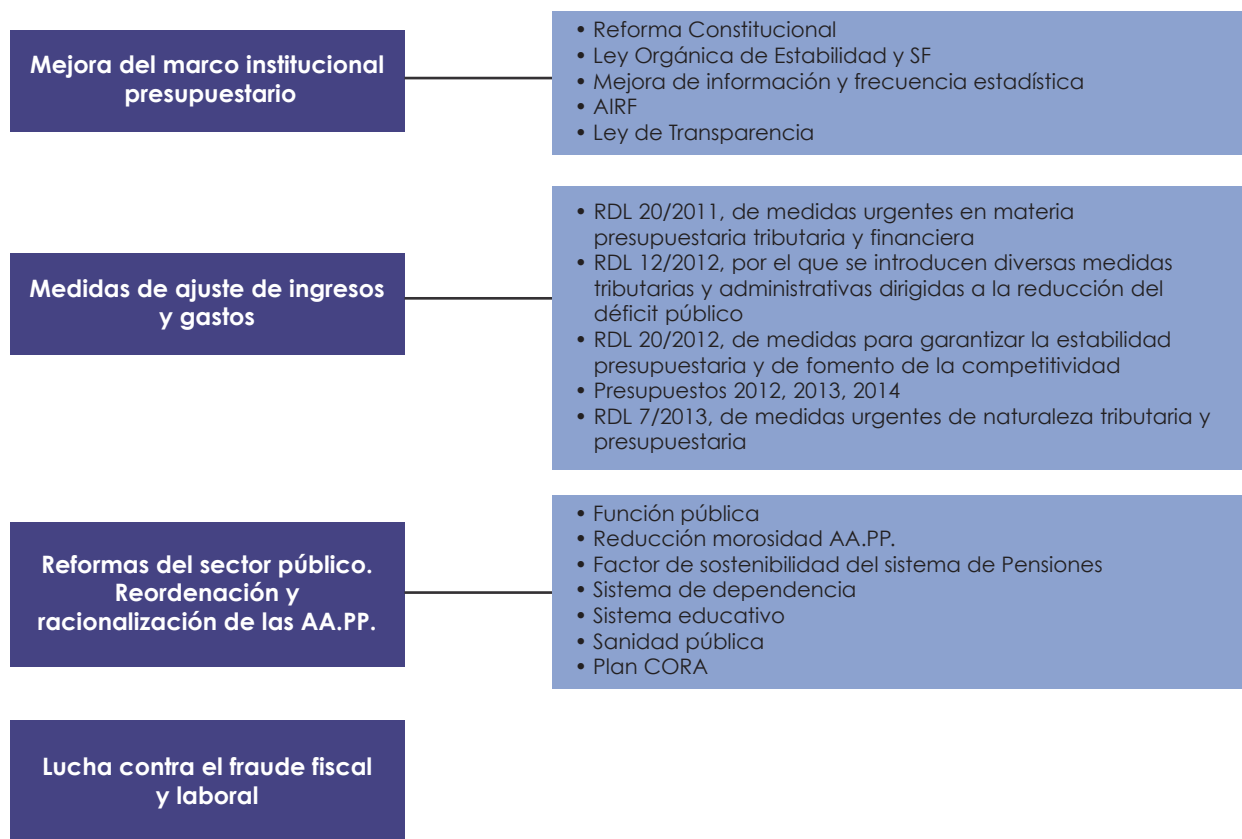 Mejora del marco institucional
presupuestario
• Reforma Constitucional
• Ley Orgánica de Estabilidad y SF
• Mejora de información y frecuencia estadística
• AIRF
• Ley de Transparencia
Medidas de ajuste de ingresos
y gastos
• RDL 20/2011, de medidas urgentes en materia
presupuestaria tributaria y financiera
• RDL 12/2012, por el que se introducen diversas medidas
tributarias y administrativas dirigidas a la reducción del
déficit público
• RDL 20/2012, de medidas para garantizar la estabilidad
presupuestaria y de fomento de la competitividad
• Presupuestos 2012, 2013, 2014
• RDL 7/2013, de medidas urgentes de naturaleza tributaria y
presupuestaria
Reformas del sector público.
Reordenación y
racionalización de las AA.PP.
• Función pública
• Reducción morosidad AA.PP.
• Factor de sostenibilidad del sistema de Pensiones
• Sistema de dependencia
• Sistema educativo
• Sanidad pública
• Plan CORA
Lucha contra el fraude fiscal
y laboral